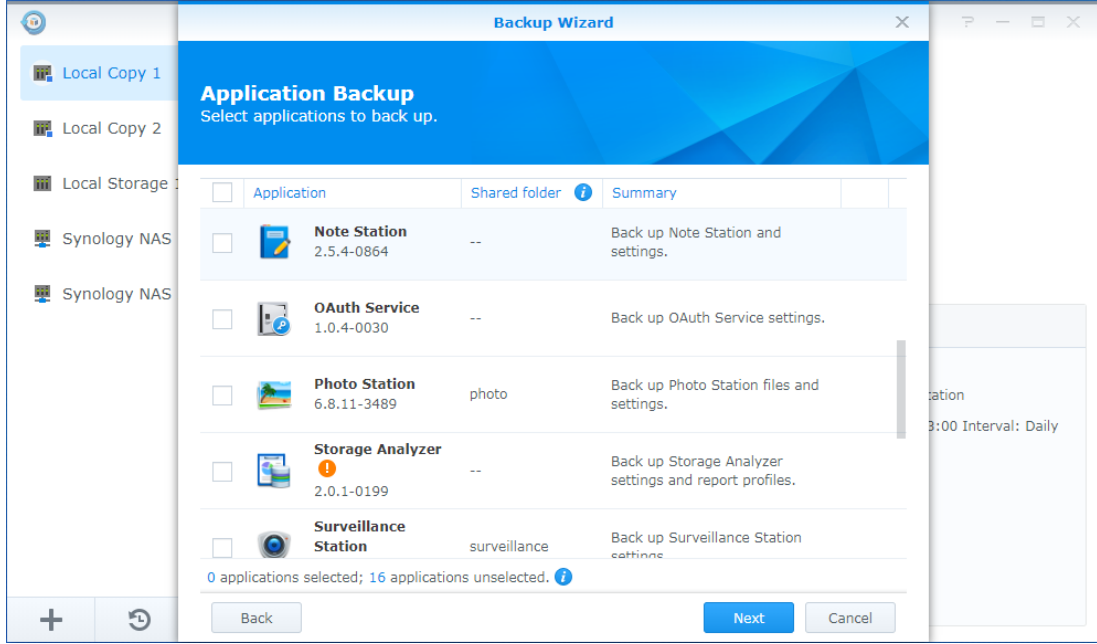 Backup Wizard
Local Copy 1
Local Copy 2
Local Storage
Synology NAS
Synology NAS
Application Backup
Select applications to back up.
Application Shared folder i Summary
Note Station
2.5.4-0864
--
Back up Note Station and
settings.
OAuth Service
1.0.4-0030
--
Back up OAuth Service settings.
Photo Station
6.8.11-3489
photo
Back up Photo Station files and
settings.
Storage Analyzer
!
2.0.1-0199
--
Back up Storage Analyzer
settings and report profiles.
Surveillance
Station
surveillance
Back up Surveillance Station
settings
0 applications selected; 16 applications unselected. i
Back Next Cancel
3:00 Interval: Daily